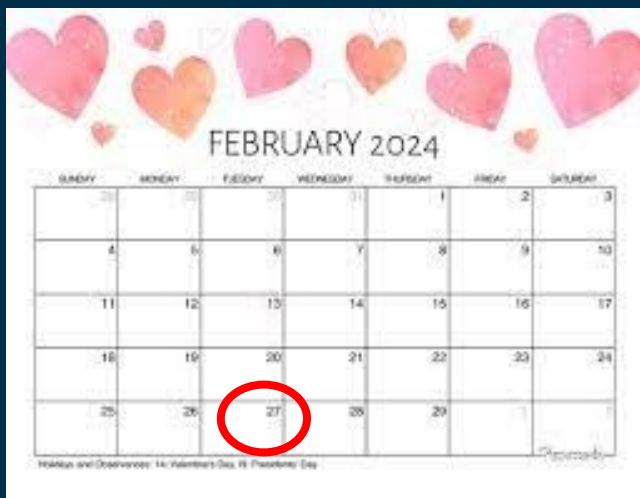 FEBRUARY 2024
SUNDAY MONDAY TUESDAY WEDNESDAY THURSDAY FRIDAY SATURDAY
28 29 30 31 1 2 3
4 5 6 7 8 9 10
11 12 13 14 15 16 17
18 19 20 21 22 23 24
25 26 27 28 29 1 2
Holidays and Observances: 14: Valentine's Day, 19: Presidents' Day